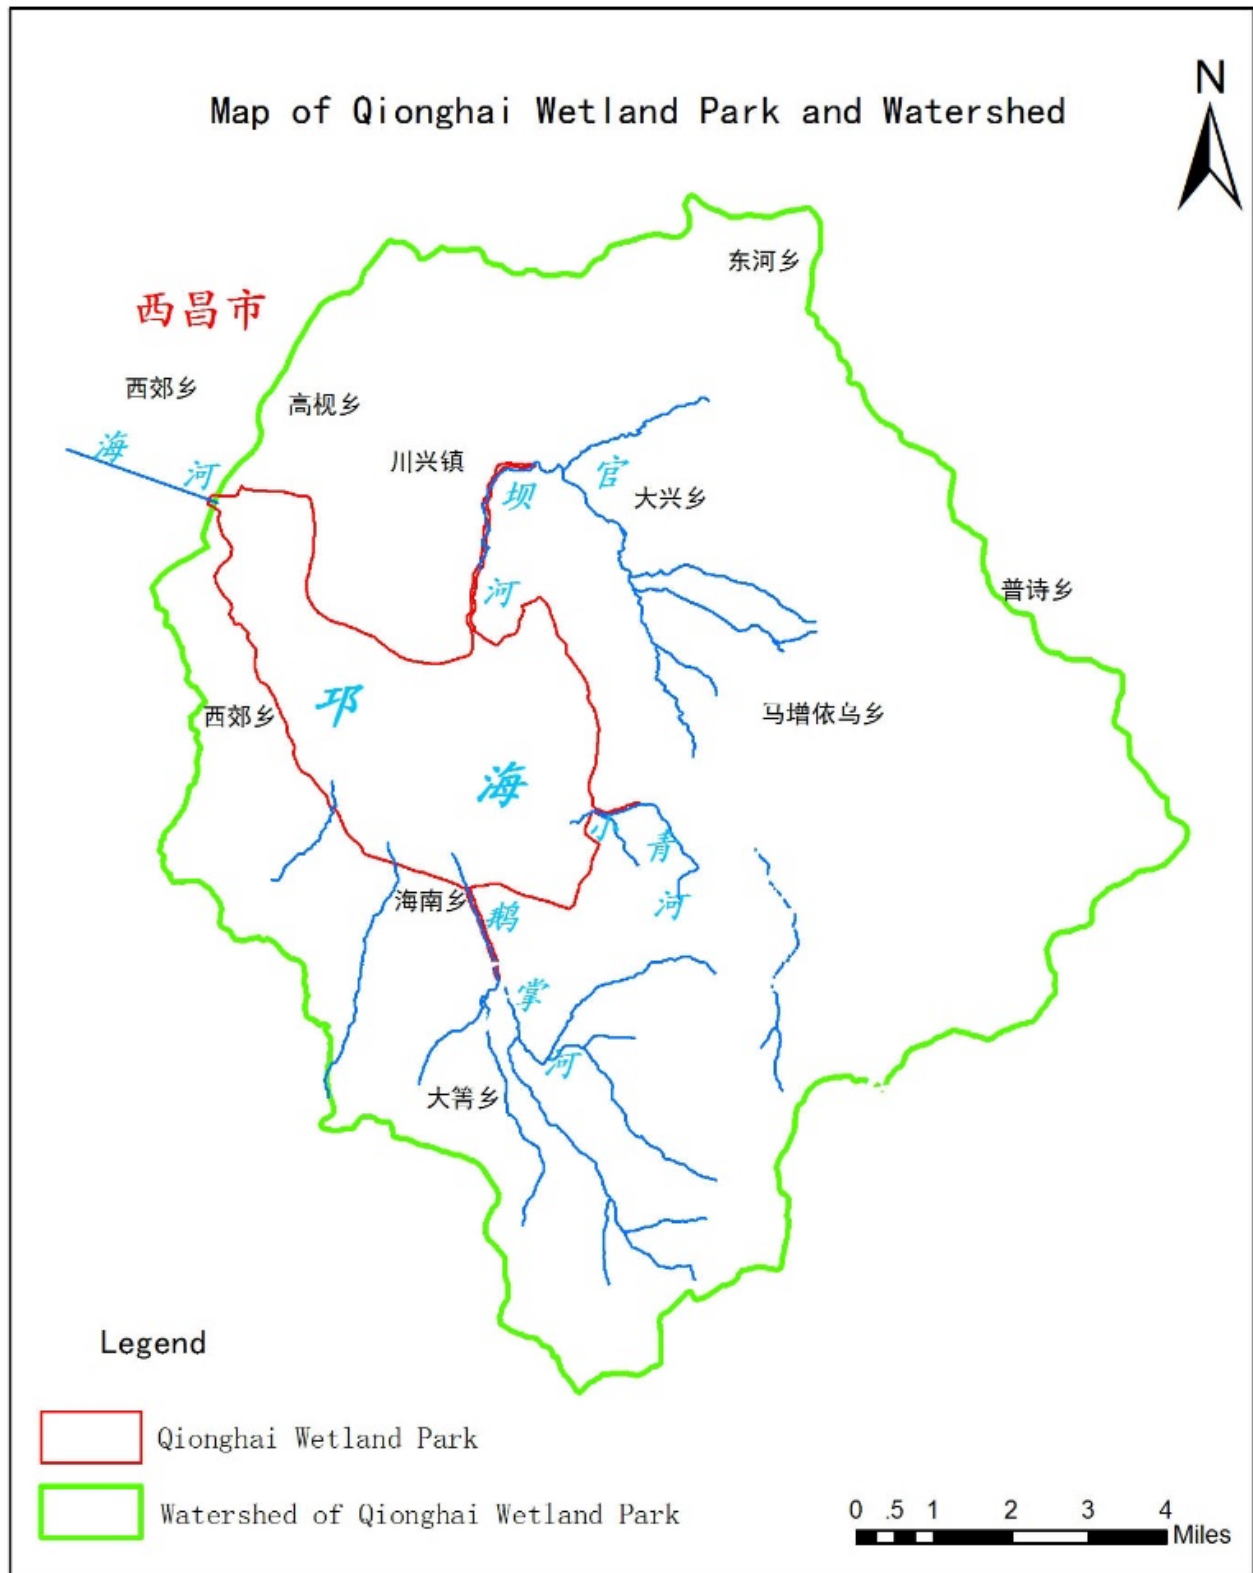 Map of Qionghai Wetland Park and Watershed
N
东河乡
西昌市
西郊乡
高枧乡
海河
川兴镇
官坝河
大兴乡
普诗乡
西郊乡
邛海
马增依乌乡
小青河
海南乡
鹅掌河
大箐乡
Legend
Qionghai Wetland Park
Watershed of Qionghai Wetland Park
0 .5 1 2 3 4
Miles